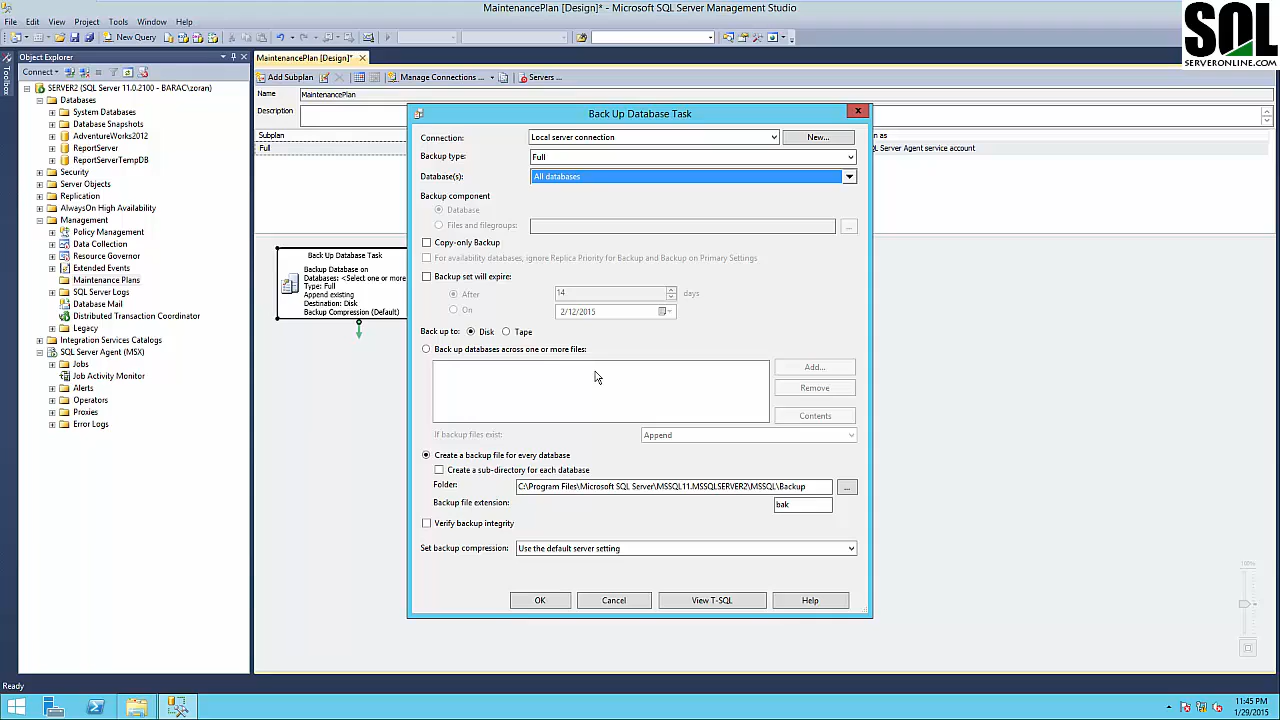 MaintenancePlan [Design]* - Microsoft SQL Server Management Studio
SQL
SERVERONLINE.COM
File Edit View Project Tools Window Help
New Query
Object Explorer
MaintenancePlan [Design]*
Connect
Add Subplan
Manage Connections ...
Servers ...
Toolbox
SERVER2 (SQL Server 11.0.2100 - BARAC\zoran)
Databases
System Databases
Database Snapshots
AdventureWorks2012
ReportServer
ReportServerTempDB
Security
Server Objects
Replication
AlwaysOn High Availability
Management
Policy Management
Data Collection
Resource Governor
Extended Events
Maintenance Plans
SQL Server Logs
Database Mail
Distributed Transaction Coordinator
Legacy
Integration Services Catalogs
SQL Server Agent (MSX)
Jobs
Job Activity Monitor
Alerts
Operators
Proxies
Error Logs
Name MaintenancePlan
Description
Subplan
Full
n as
QL Server Agent service account
Back Up Database Task
Backup Database on
Databases: <Select one or more
Type: Full
Append existing
Destination: Disk
Backup Compression (Default)
Back Up Database Task
Connection: Local server connection New...
Backup type: Full
Database(s): All databases
Backup component
Database
Files and filegroups: ...
Copy-only Backup
For availability databases, ignore Replica Priority for Backup and Backup on Primary Settings
Backup set will expire:
After 14 days
On 2/12/2015
Back up to: Disk Tape
Back up databases across one or more files:
Add...
Remove
Contents
If backup files exist: Append
Create a backup file for every database
Create a sub-directory for each database
Folder: C:\Program Files\Microsoft SQL Server\MSSQL11.MSSQLSERVER2\MSSQL\Backup ...
Backup file extension: bak
Verify backup integrity
Set backup compression: Use the default server setting
OK Cancel View T-SQL Help
100%
Ready
11:45 PM
1/29/2015